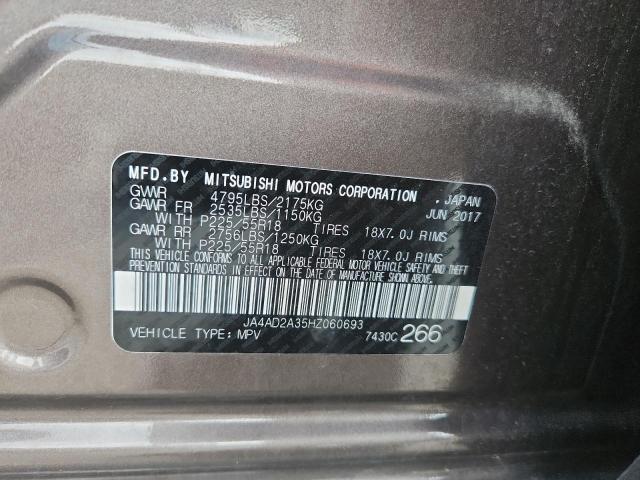 MFD.BY MITSUBISHI MOTORS CORPORATION , JAPAN
GVWR 4795LBS/2175KG JUN 2017
GAWR FR 2535LBS/1150KG
WITH P225/55R18 TIRES 18X7.0J RIMS
GAWR RR 2756LBS/1250KG
WITH P225/55R18 TIRES 18X7.0J RIMS
THIS VEHICLE CONFORMS TO ALL APPLICABLE FEDERAL MOTOR VEHICLE SAFETY AND THEFT
PREVENTION STANDARDS IN EFFECT ON THE DATE OF MANUFACTURE SHOWN ABOVE.
JA4AD2A35HZ060693
VEHICLE TYPE: MPV 7430C 266